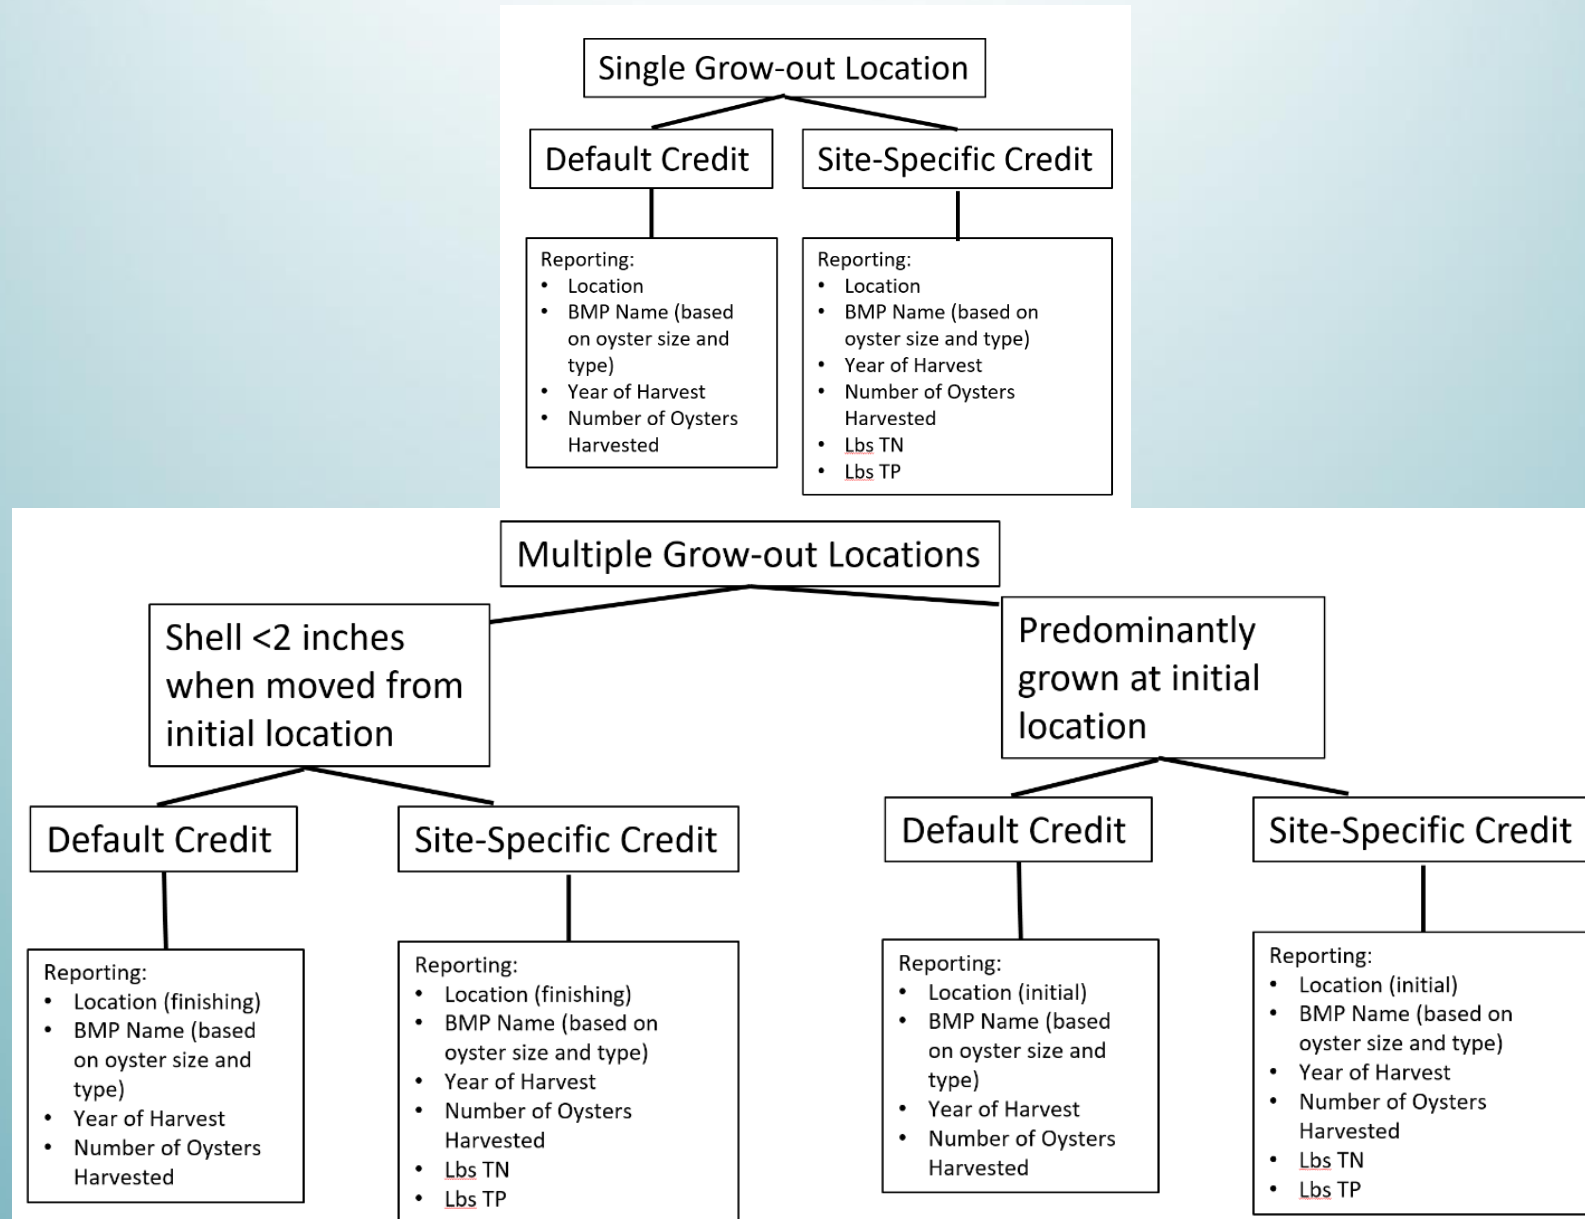 Single Grow-out Location
Default Credit
Site-Specific Credit
Reporting:
• Location
• BMP Name (based
on oyster size and
type)
• Year of Harvest
• Number of Oysters
Harvested
Reporting:
• Location
• BMP Name (based on
oyster size and type)
• Year of Harvest
• Number of Oysters
Harvested
• Lbs TN
• Lbs TP
Multiple Grow-out Locations
Shell <2 inches
when moved from
initial location
Predominantly
grown at initial
location
Default Credit
Site-Specific Credit
Default Credit
Site-Specific Credit
Reporting:
• Location (finishing)
• BMP Name (based
on oyster size and
type)
• Year of Harvest
• Number of Oysters
Harvested
Reporting:
• Location (finishing)
• BMP Name (based on
oyster size and type)
• Year of Harvest
• Number of Oysters
Harvested
• Lbs TN
• Lbs TP
Reporting:
• Location (initial)
• BMP Name (based
on oyster size and
type)
• Year of Harvest
• Number of Oysters
Harvested
Reporting:
• Location (initial)
• BMP Name (based on
oyster size and type)
• Year of Harvest
• Number of Oysters
Harvested
• Lbs TN
• Lbs TP